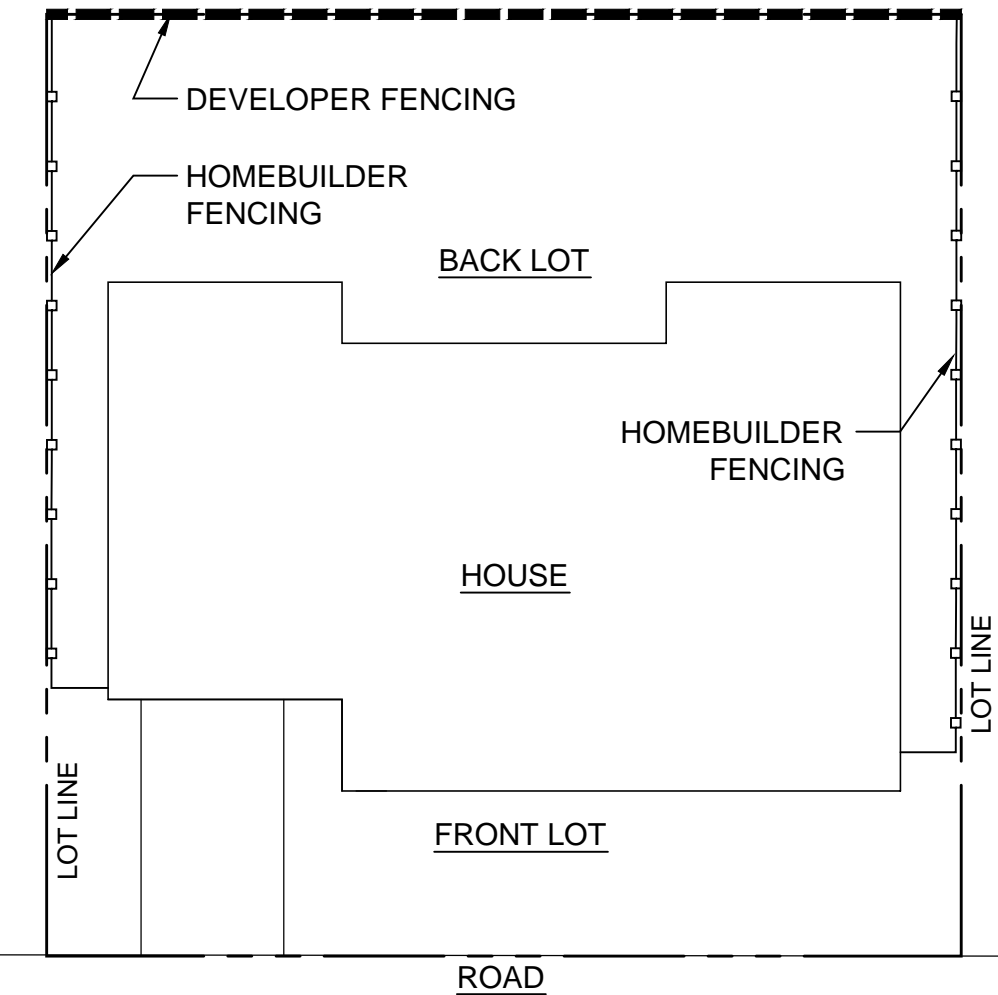 DEVELOPER FENCING
HOMEBUILDER
FENCING
BACK LOT
HOMEBUILDER
FENCING
HOUSE
LOT LINE
LOT LINE
FRONT LOT
ROAD